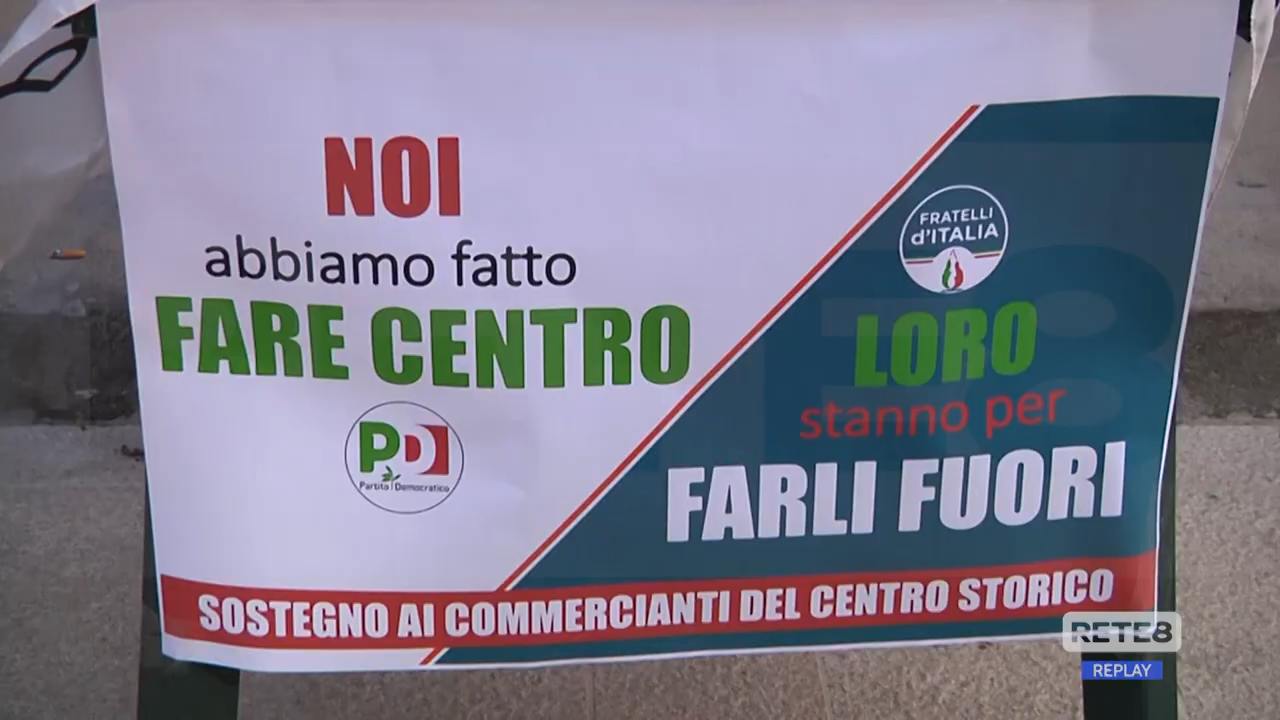 NOI
abbiamo fatto
FARE CENTRO
PD
Partito Democratico
FRATELLI
d'ITALIA
LORO
stanno per
FARLI FUORI
SOSTEGNO AI COMMERCIANTI DEL CENTRO STORICO
RETE8
REPLAY